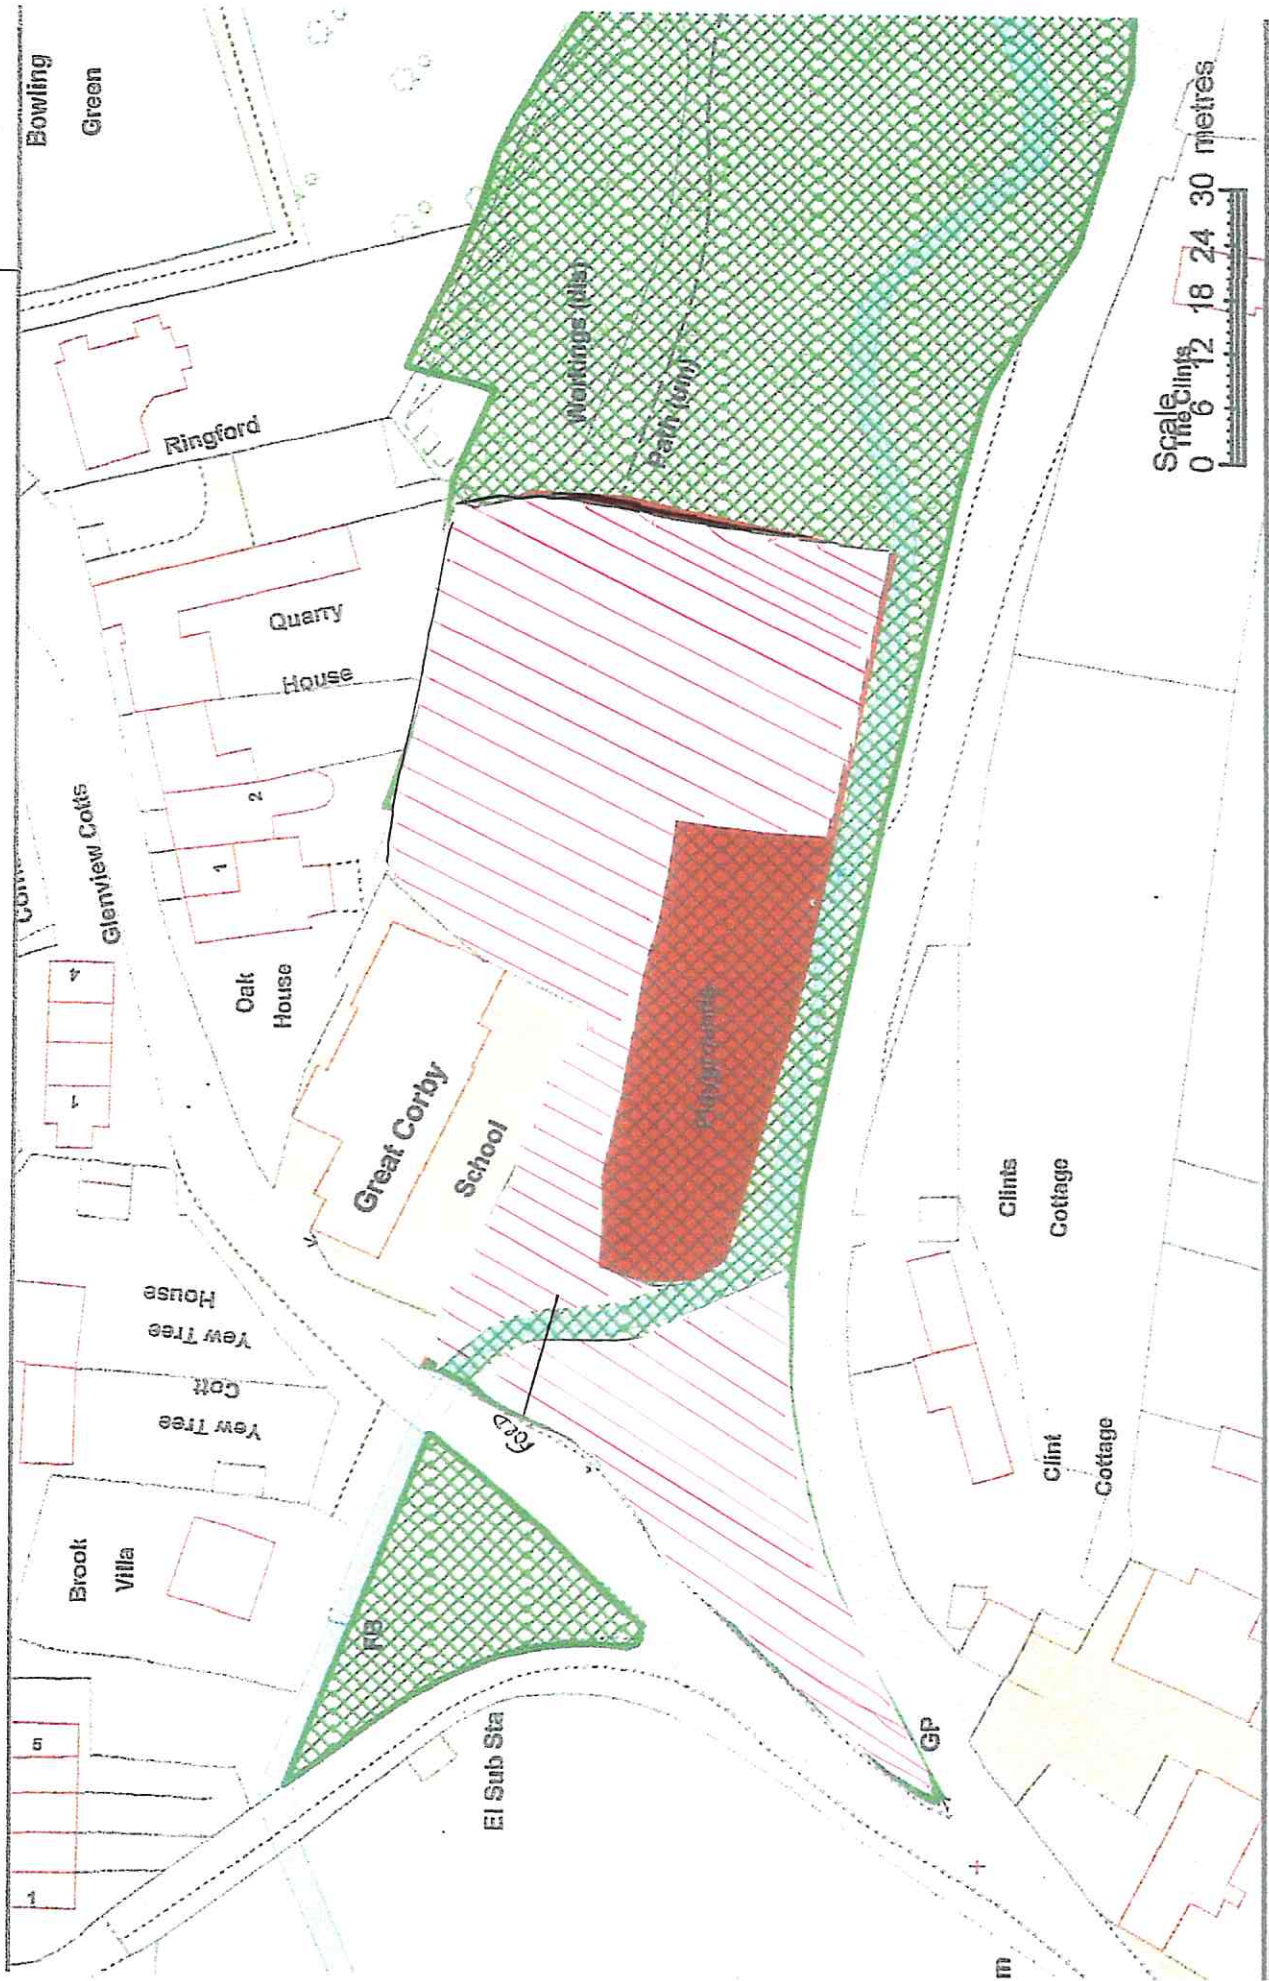 Bowling
Green
Ringford
Quarry
House
Glenview Cotts
2
1
4
1
Oak
House
Great Corby
School
Workings (dis)
Path (um)
Playground
Yew Tree
House
Yew Tree
Cott
Brook
Villa
FB
Ford
El Sub Sta
GP
5
1
Clints
Cottage
Clint
Cottage
The Clints
Scale
0 6 12 18 24 30 metres
m